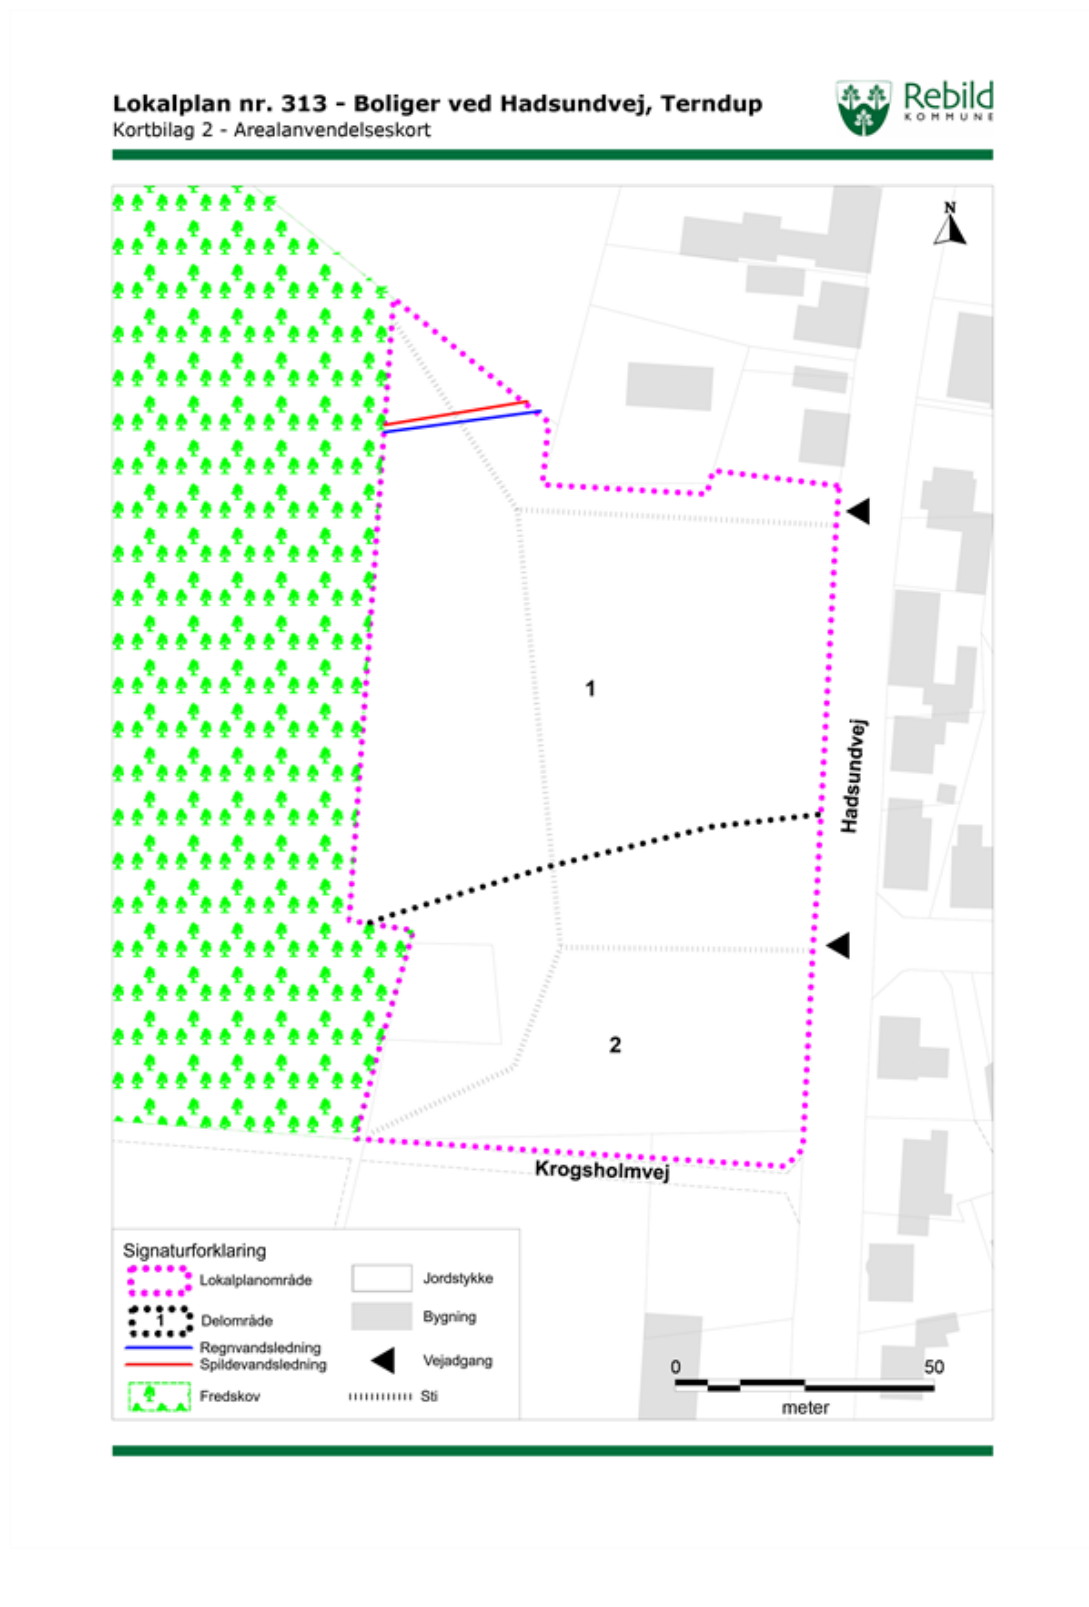 Lokalplan nr. 313 - Boliger ved Hadsundvej, Terndup
Kortbilag 2 - Arealanvendelseskort
Rebild
KOMMUNE
N
1
Hadsundvej
2
Krogsholmvej
Signaturforklaring
Lokalplanområde
Jordstykke
1
Delområde
Bygning
Regnvandsledning
Spildevandsledning
Vejadgang
Fredskov
Sti
0 50
meter